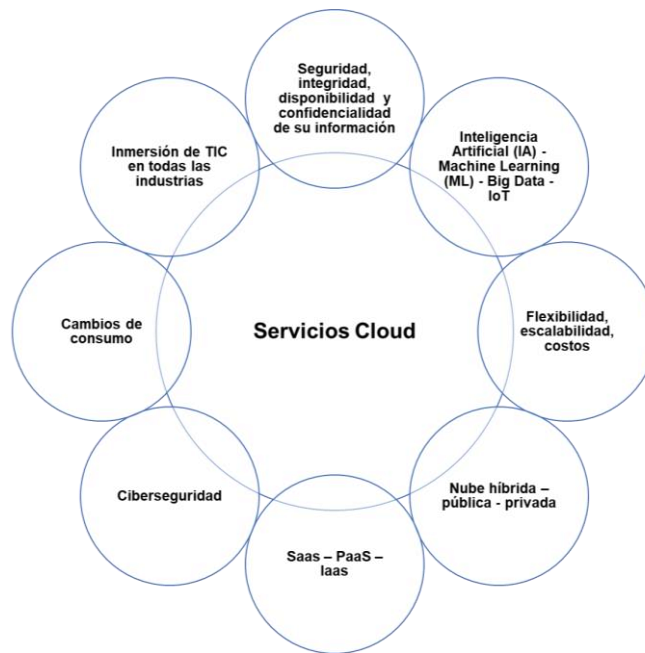 Seguridad,
integridad,
disponibilidad y
confidencialidad
de su información
Inteligencia
Artificial (IA) -
Machine Learning
(ML) - Big Data -
IoT
Flexibilidad,
escalabilidad,
costos
Nube híbrida –
pública - privada
Saas – PaaS –
Iaas
Ciberseguridad
Cambios de
consumo
Inmersión de TIC
en todas las
industrias
Servicios Cloud